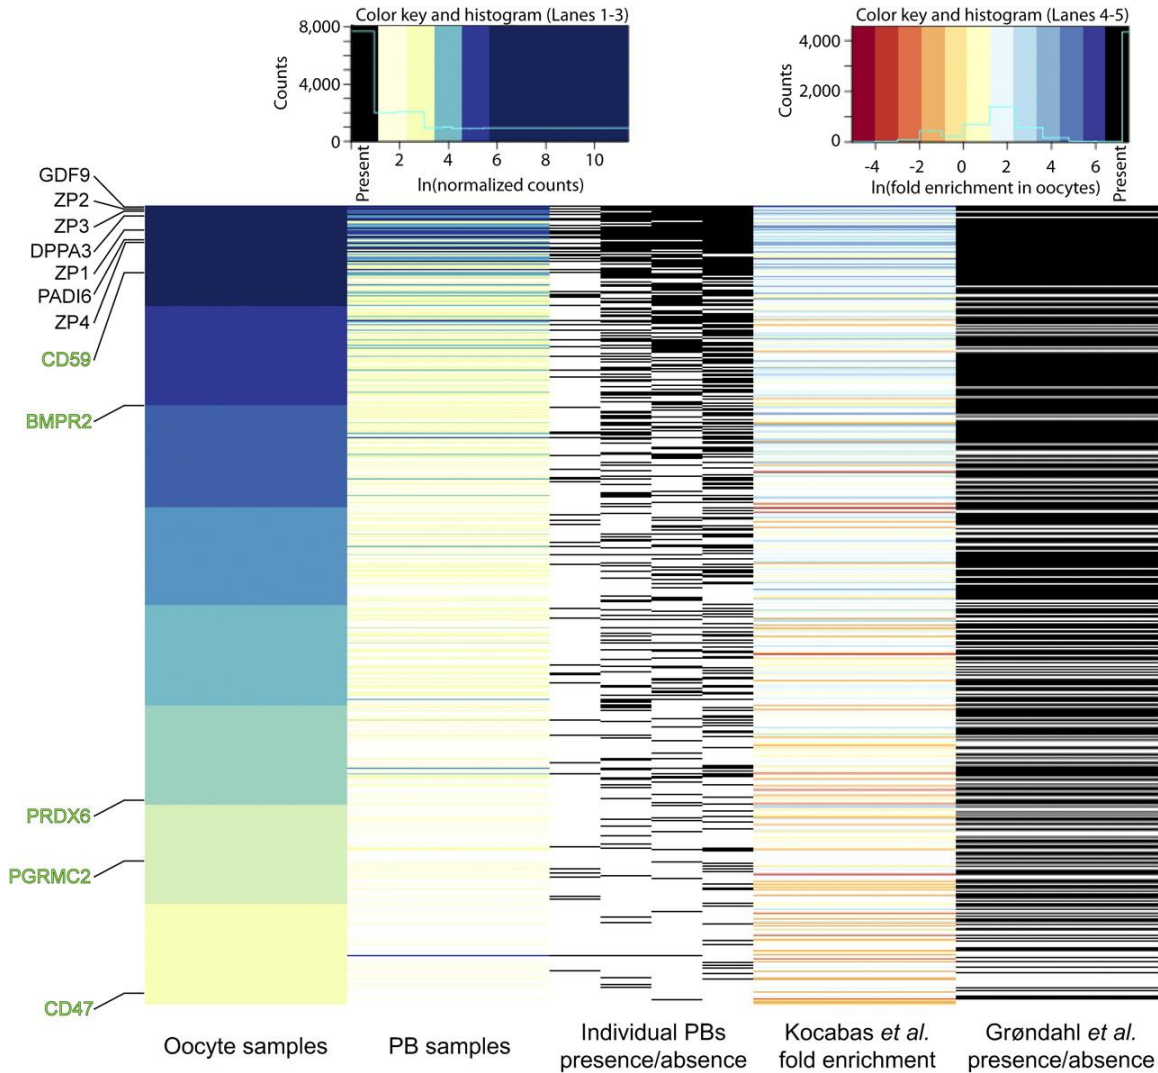 Color key and histogram (Lanes 1-3)
8,000
4,000
0
Counts
Present
2
4
6
8
10
ln(normalized counts)
Color key and histogram (Lanes 4-5)
4,000
2,000
0
Counts
-4
-2
0
2
4
6
Present
ln(fold enrichment in oocytes)
GDF9
ZP2
ZP3
DPPA3
ZP1
PADI6
ZP4
CD59
BMPR2
PRDX6
PGRMC2
CD47
Oocyte samples
PB samples
Individual PBs
presence/absence
Kocabas et al.
fold enrichment
Grøndahl et al.
presence/absence